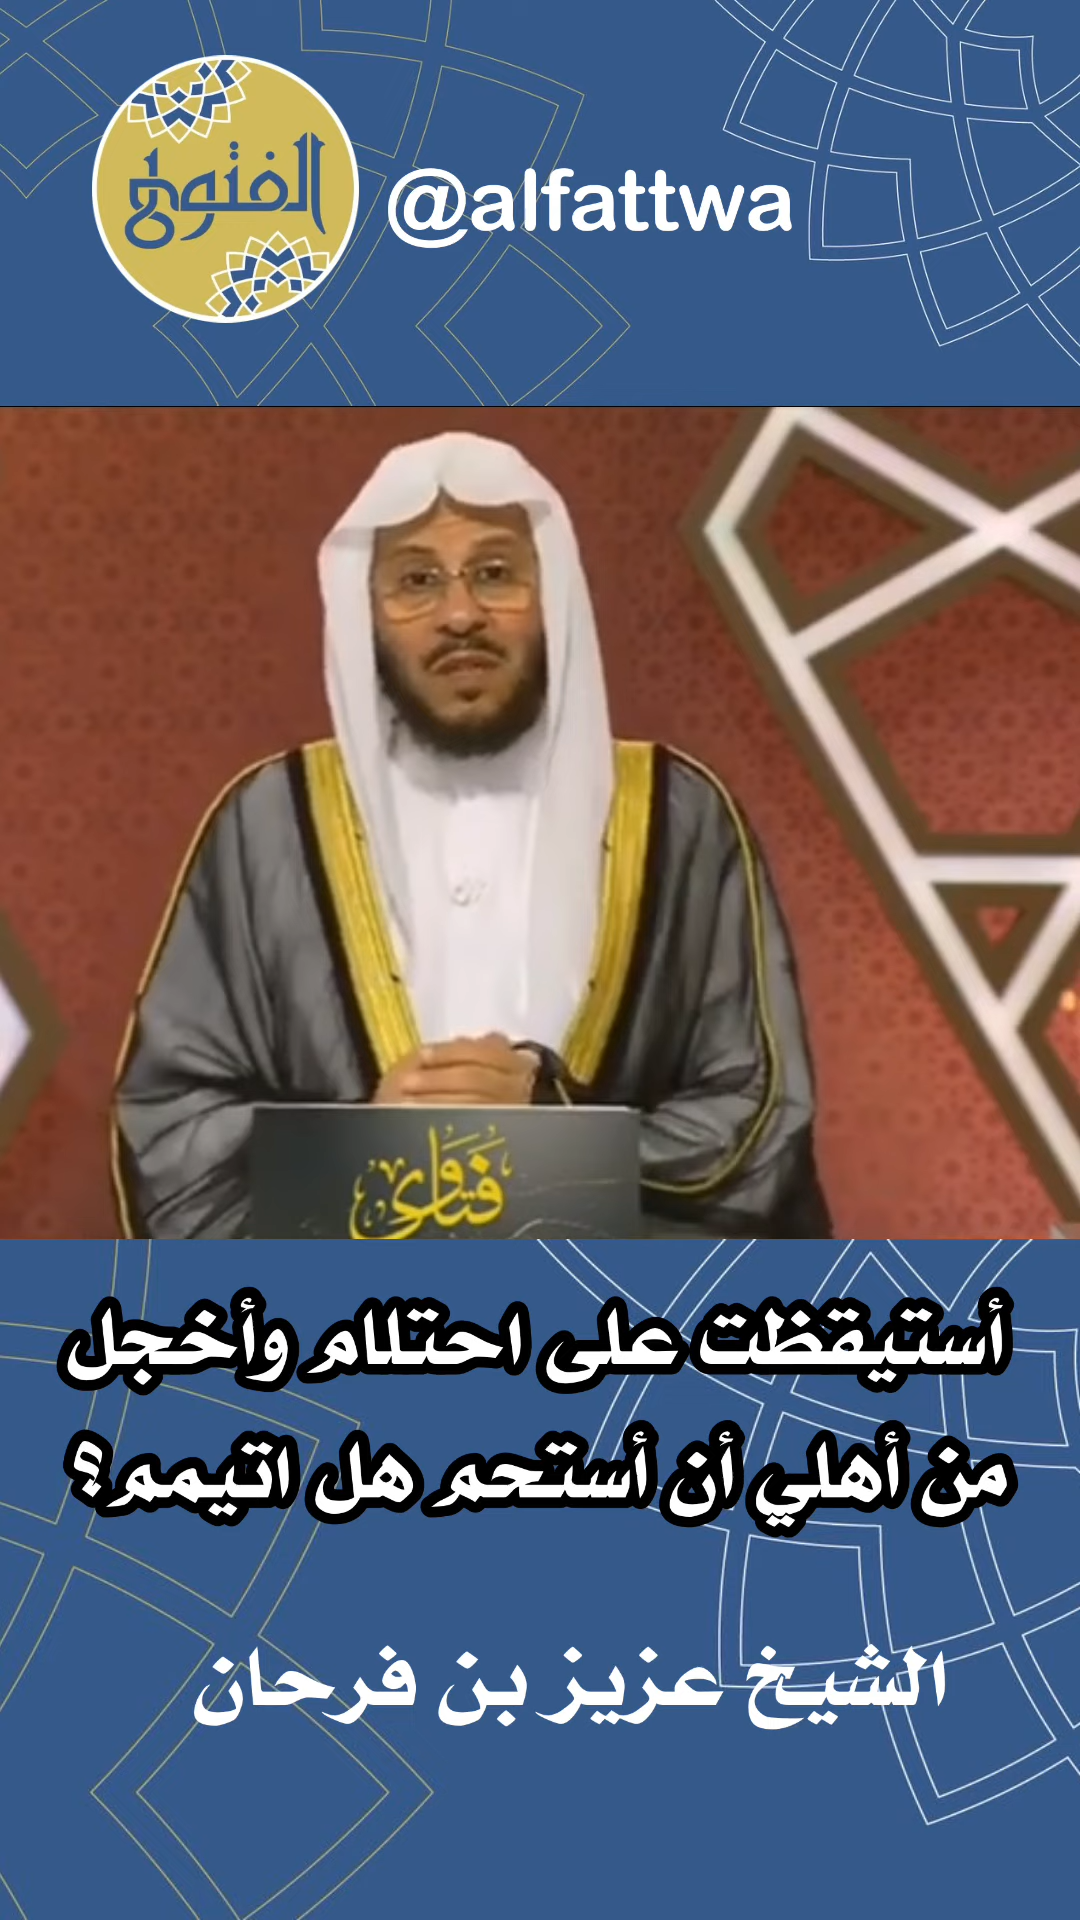 الفتوى
@alfattwa
فتاوى
أستيقظت على احتلام وأخجل
من أهلي أن أستحم هل اتيمم؟
الشيخ عزيز بن فرحان